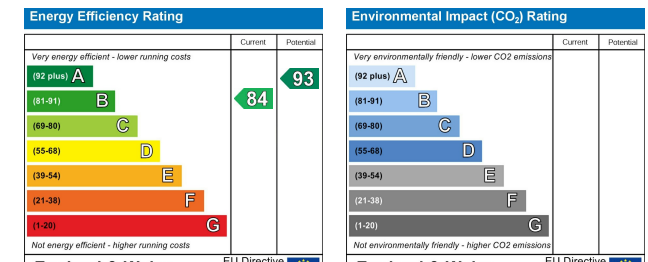 Energy Efficiency Rating
Current Potential
Very energy efficient - lower running costs
(92 plus) A
(81-91) B
(69-80) C
(55-68) D
(39-54) E
(21-38) F
(1-20) G
84
93
Not energy efficient - higher running costs
EU Directive
Environmental Impact (CO₂) Rating
Current Potential
Very environmentally friendly - lower CO2 emissions
(92 plus) A
(81-91) B
(69-80) C
(55-68) D
(39-54) E
(21-38) F
(1-20) G
Not environmentally friendly - higher CO2 emissions
EU Directive